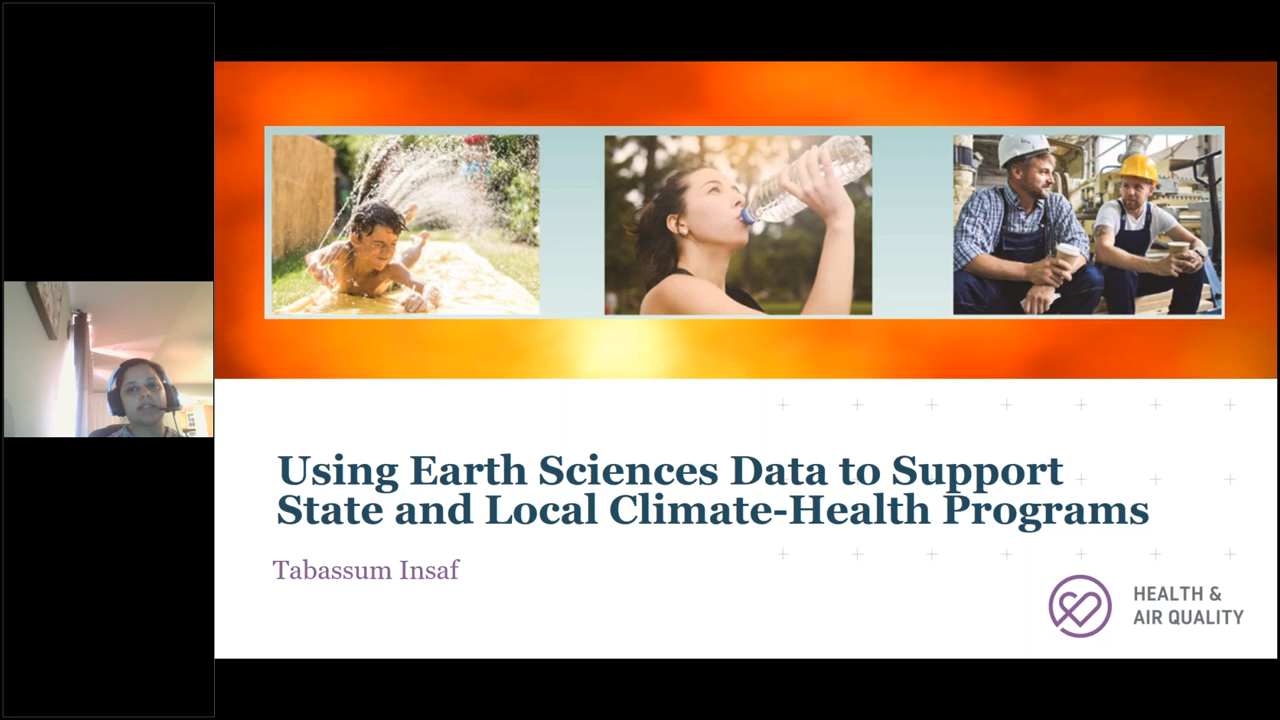 Using Earth Sciences Data to Support
State and Local Climate-Health Programs
Tabassum Insaf
HEALTH &
AIR QUALITY